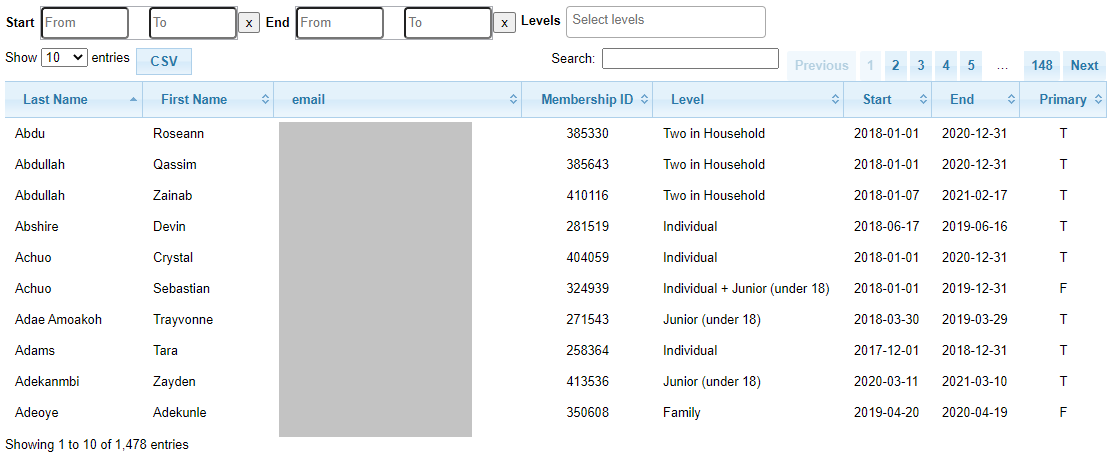 Start From To x End From To x Levels Select levels
Show 10 entries CSV Search: Previous 1 2 3 4 5 … 148 Next
Last Name First Name email Membership ID Level Start End Primary
Abdu Roseann 385330 Two in Household 2018-01-01 2020-12-31 T
Abdullah Qassim 385643 Two in Household 2018-01-01 2020-12-31 T
Abdullah Zainab 410116 Two in Household 2018-01-07 2021-02-17 T
Abshire Devin 281519 Individual 2018-06-17 2019-06-16 T
Achuo Crystal 404059 Individual 2018-01-01 2020-12-31 T
Achuo Sebastian 324939 Individual + Junior (under 18) 2018-01-01 2019-12-31 F
Adae Amoakoh Trayvonne 271543 Junior (under 18) 2018-03-30 2019-03-29 T
Adams Tara 258364 Individual 2017-12-01 2018-12-31 T
Adekanmbi Zayden 413536 Junior (under 18) 2020-03-11 2021-03-10 T
Adeoye Adekunle 350608 Family 2019-04-20 2020-04-19 F
Showing 1 to 10 of 1,478 entries